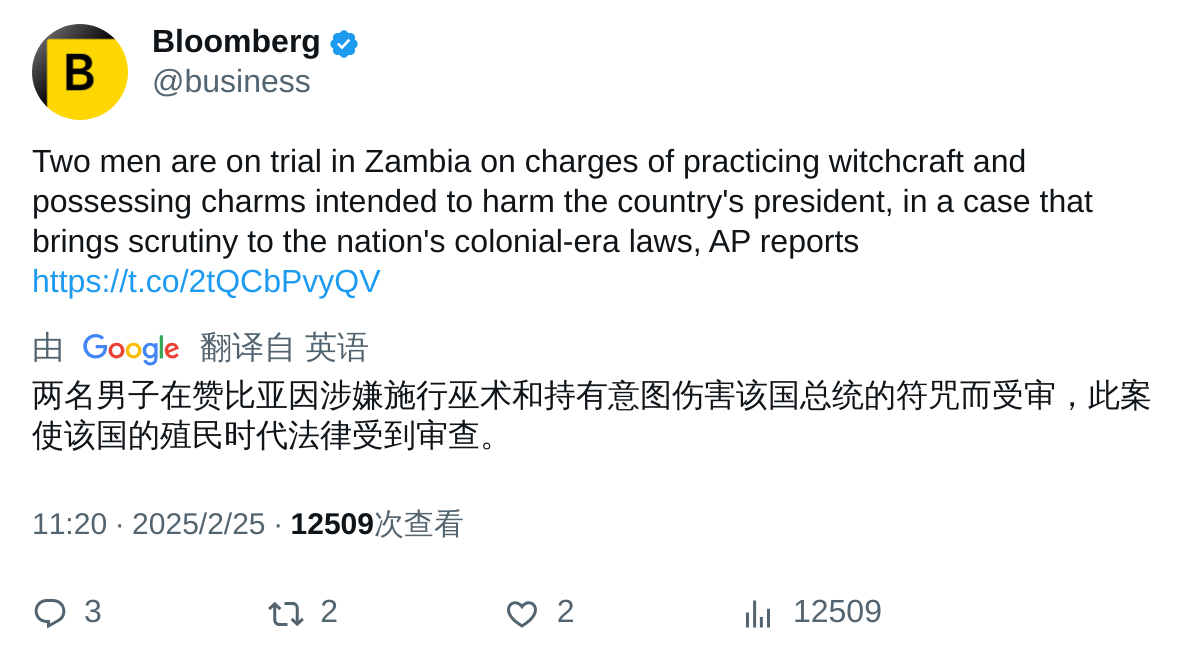 B
Bloomberg
@business
Two men are on trial in Zambia on charges of practicing witchcraft and
possessing charms intended to harm the country's president, in a case that
brings scrutiny to the nation's colonial-era laws, AP reports
https://t.co/2tQCbPvyQV
由 Google 翻译自 英语
两名男子在赞比亚因涉嫌施行巫术和持有意图伤害该国总统的符咒而受审，此案
使该国的殖民时代法律受到审查。
11:20 · 2025/2/25 · 12509次查看
3 2 2 12509